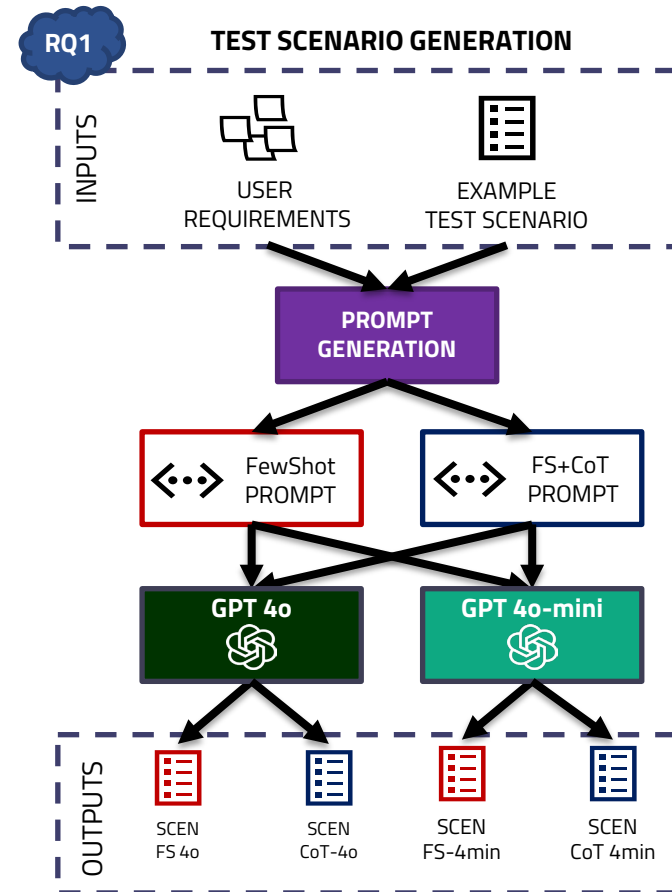 RQ1
TEST SCENARIO GENERATION
INPUTS
USER
REQUIREMENTS
EXAMPLE
TEST SCENARIO
PROMPT
GENERATION
FewShot
PROMPT
FS+CoT
PROMPT
GPT 4o
GPT 4o-mini
OUTPUTS
SCEN
FS 4o
SCEN
CoT-4o
SCEN
FS-4min
SCEN
CoT 4min